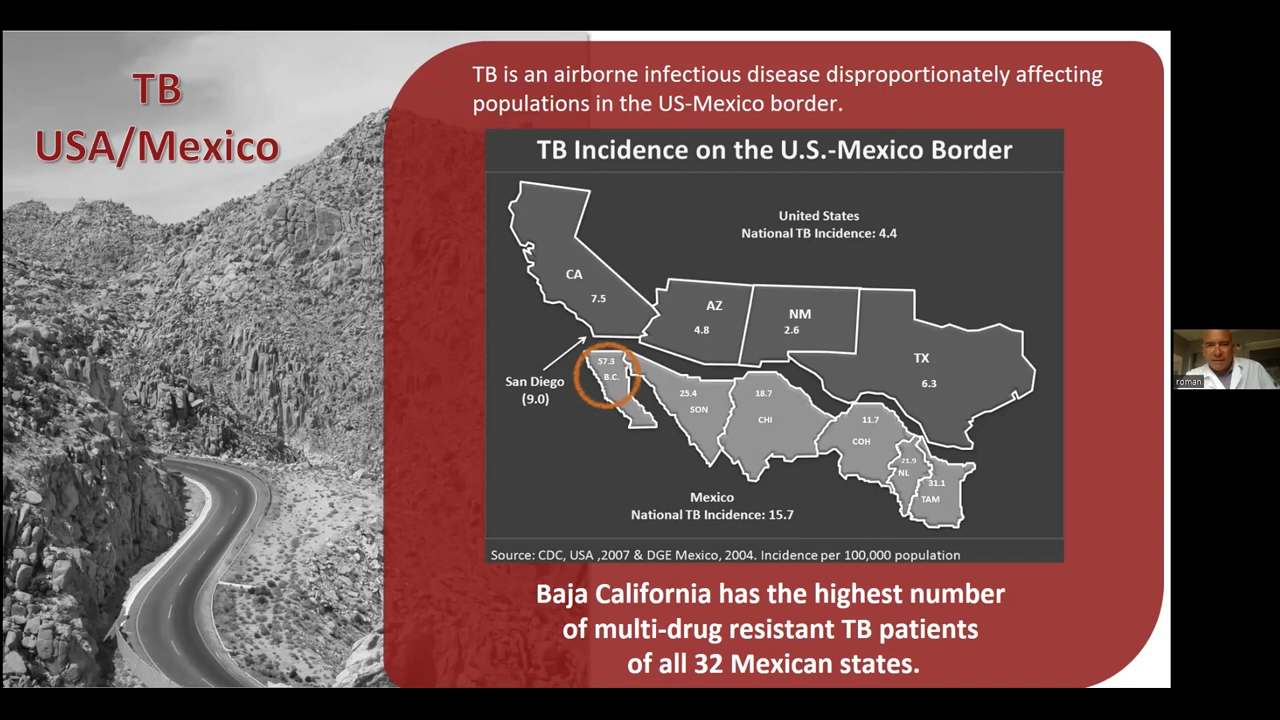 TB
USA/Mexico
TB is an airborne infectious disease disproportionately affecting
populations in the US-Mexico border.
TB Incidence on the U.S.-Mexico Border
United States
National TB Incidence: 4.4
CA
7.5
AZ
4.8
NM
2.6
TX
6.3
San Diego
(9.0)
57.3
B.C.
25.4
SON
18.7
CHI
11.7
COH
21.9
NL
31.1
TAM
Mexico
National TB Incidence: 15.7
Source: CDC, USA ,2007 & DGE Mexico, 2004. Incidence per 100,000 population
Baja California has the highest number
of multi-drug resistant TB patients
of all 32 Mexican states.
roman